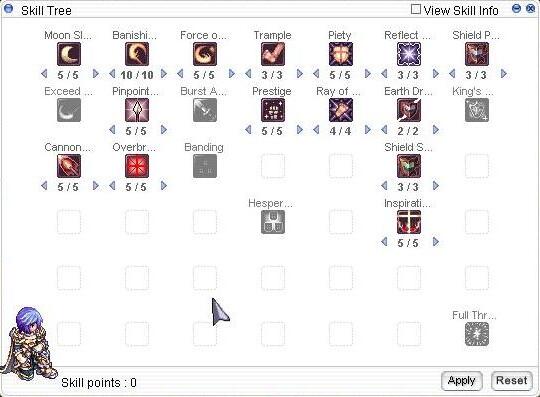 Skill Tree View Skill Info
Moon Sl... Banishi... Force o... Trample Piety Reflect ... Shield P...
5 / 5 10 / 10 5 / 5 3 / 3 5 / 5 3 / 3 3 / 3
Exceed ... Pinpoint... Burst A... Prestige Ray of ... Earth Dr... King's ...
5 / 5 5 / 5 4 / 4 2 / 2
Cannon... Overbr... Banding Shield S...
5 / 5 5 / 5 3 / 3
Hesper... Inspirati...
5 / 5
Full Thr...
Skill points : 0 Apply Reset